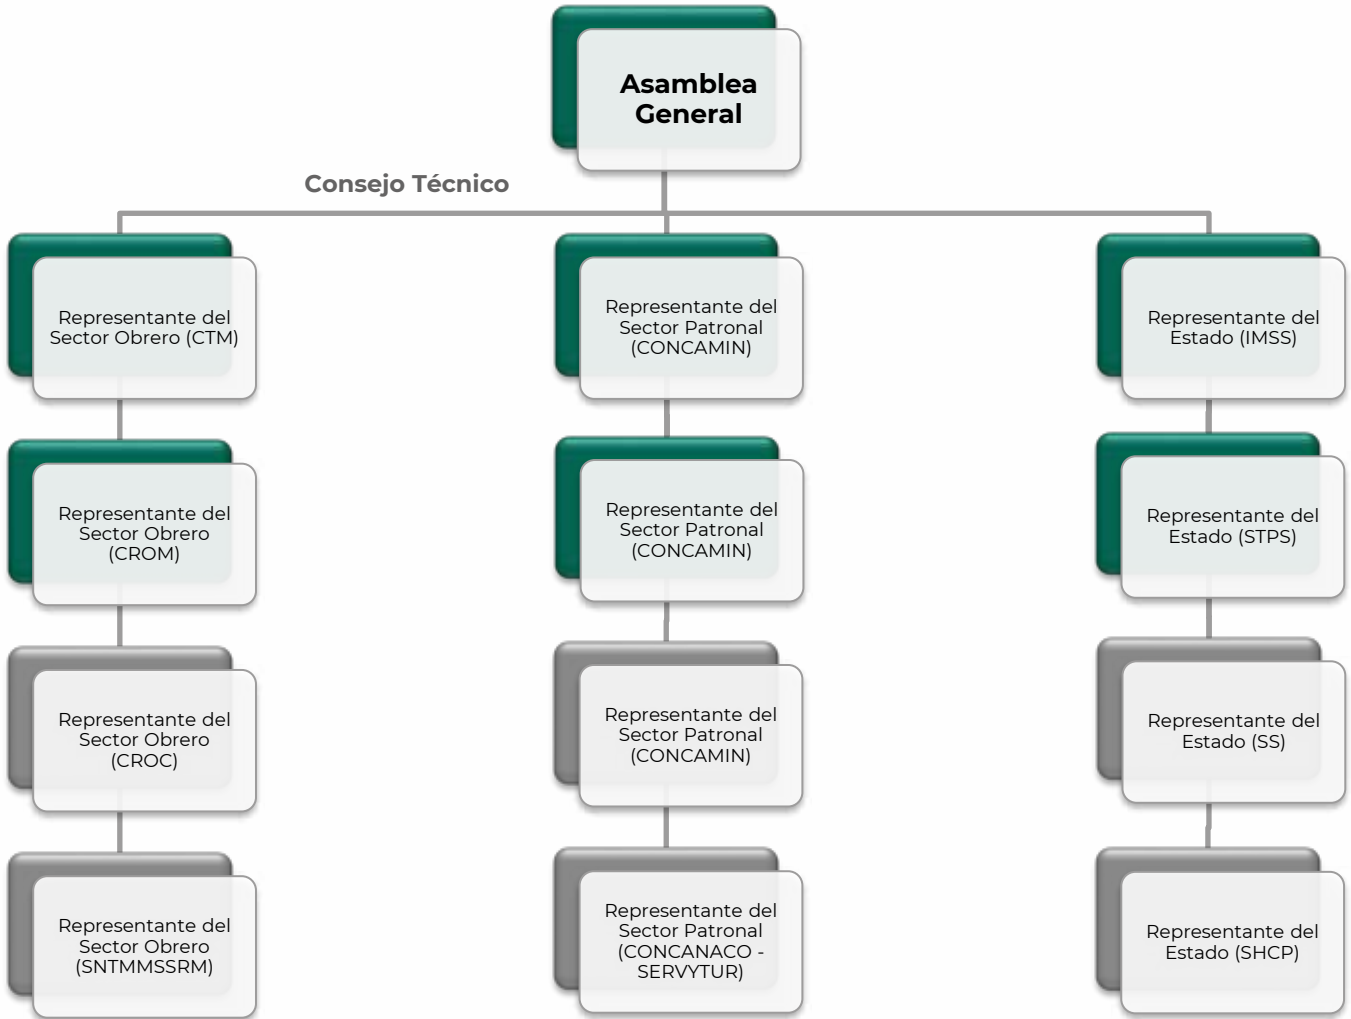 Asamblea
General
Consejo Técnico
Representante del
Sector Obrero (CTM)
Representante del
Sector Patronal
(CONCAMIN)
Representante del
Estado (IMSS)
Representante del
Sector Obrero
(CROM)
Representante del
Sector Patronal
(CONCAMIN)
Representante del
Estado (STPS)
Representante del
Sector Obrero
(CROC)
Representante del
Sector Patronal
(CONCAMIN)
Representante del
Estado (SS)
Representante del
Sector Obrero
(SNTMMSSRM)
Representante del
Sector Patronal
(CONCANACO -
SERVYTUR)
Representante del
Estado (SHCP)